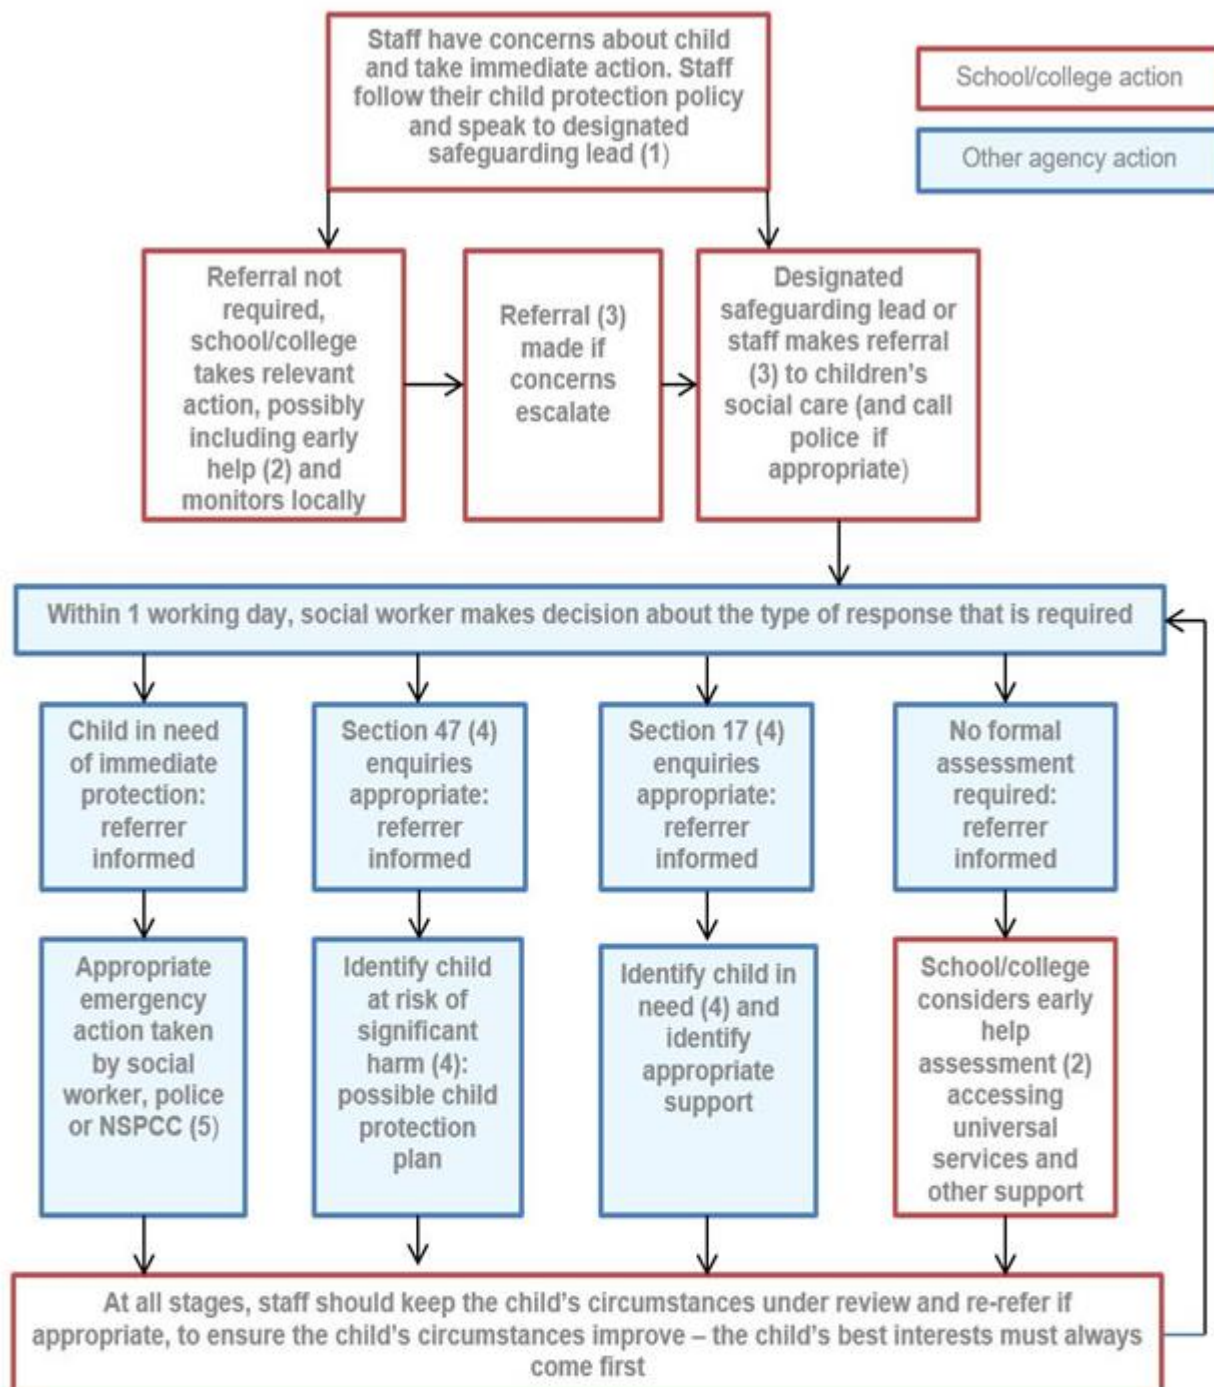 Staff have concerns about child
and take immediate action. Staff
follow their child protection policy
and speak to designated
safeguarding lead (1)
School/college action
Other agency action
Referral not
required,
school/college
takes relevant
action, possibly
including early
help (2) and
monitors locally
Referral (3)
made if
concerns
escalate
Designated
safeguarding lead or
staff makes referral
(3) to children's
social care (and call
police if
appropriate)
Within 1 working day, social worker makes decision about the type of response that is required
Child in need
of immediate
protection:
referrer
informed
Section 47 (4)
enquiries
appropriate:
referrer
informed
Section 17 (4)
enquiries
appropriate:
referrer
informed
No formal
assessment
required:
referrer
informed
Appropriate
emergency
action taken
by social
worker, police
or NSPCC (5)
Identify child
at risk of
significant
harm (4):
possible child
protection
plan
Identify child in
need (4) and
identify
appropriate
support
School/college
considers early
help
assessment (2)
accessing
universal
services and
other support
At all stages, staff should keep the child's circumstances under review and re-refer if
appropriate, to ensure the child's circumstances improve – the child's best interests must always
come first